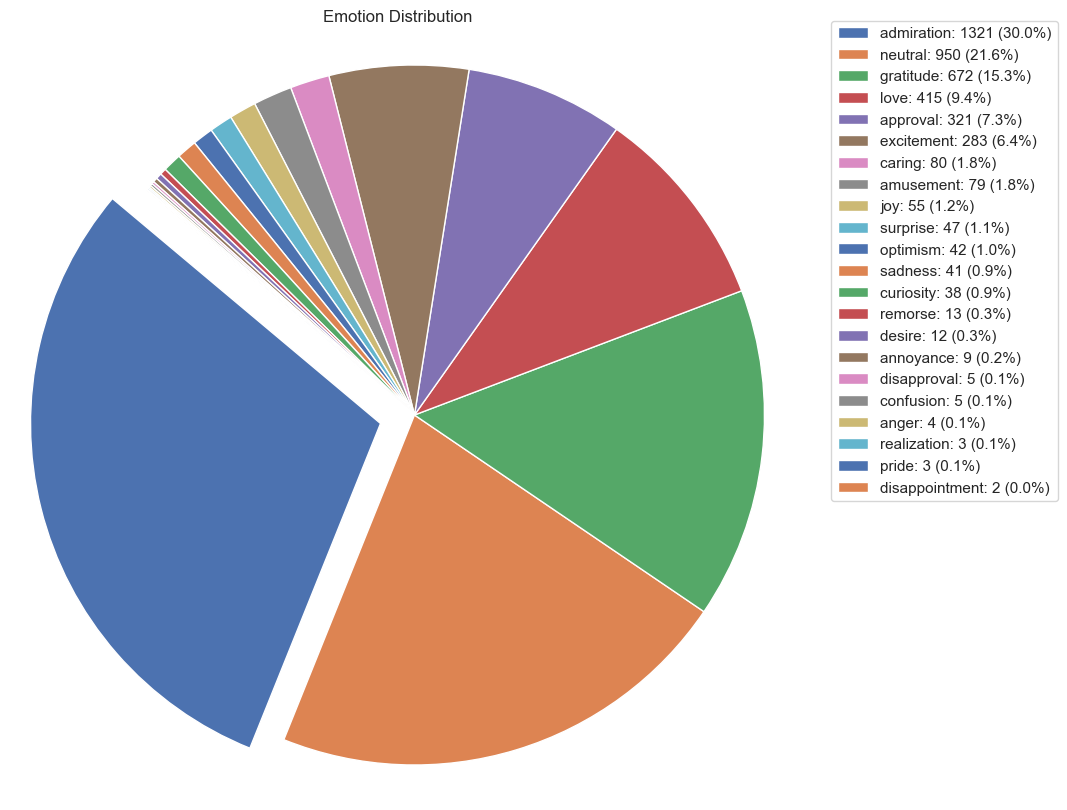 Emotion Distribution
admiration: 1321 (30.0%)
neutral: 950 (21.6%)
gratitude: 672 (15.3%)
love: 415 (9.4%)
approval: 321 (7.3%)
excitement: 283 (6.4%)
caring: 80 (1.8%)
amusement: 79 (1.8%)
joy: 55 (1.2%)
surprise: 47 (1.1%)
optimism: 42 (1.0%)
sadness: 41 (0.9%)
curiosity: 38 (0.9%)
remorse: 13 (0.3%)
desire: 12 (0.3%)
annoyance: 9 (0.2%)
disapproval: 5 (0.1%)
confusion: 5 (0.1%)
anger: 4 (0.1%)
realization: 3 (0.1%)
pride: 3 (0.1%)
disappointment: 2 (0.0%)